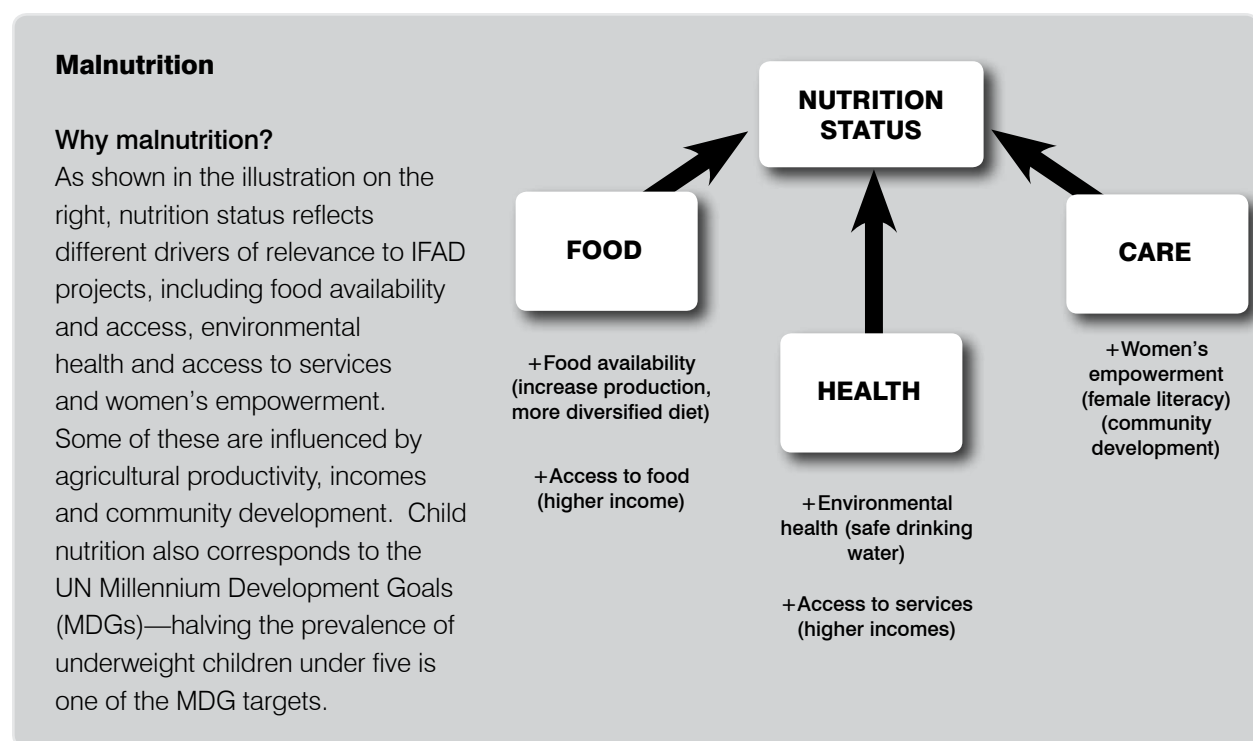 Malnutrition
Why malnutrition?
As shown in the illustration on the
right, nutrition status reflects
different drivers of relevance to IFAD
projects, including food availability
and access, environmental
health and access to services
and women's empowerment.
Some of these are influenced by
agricultural productivity, incomes
and community development.  Child
nutrition also corresponds to the
UN Millennium Development Goals
(MDGs)—halving the prevalence of
underweight children under five is
one of the MDG targets.
NUTRITION
STATUS
FOOD
+Food availability
(increase production,
more diversified diet)
+Access to food
(higher income)
HEALTH
+Environmental
health (safe drinking
water)
+Access to services
(higher incomes)
CARE
+Women's
empowerment
(female literacy)
(community
development)